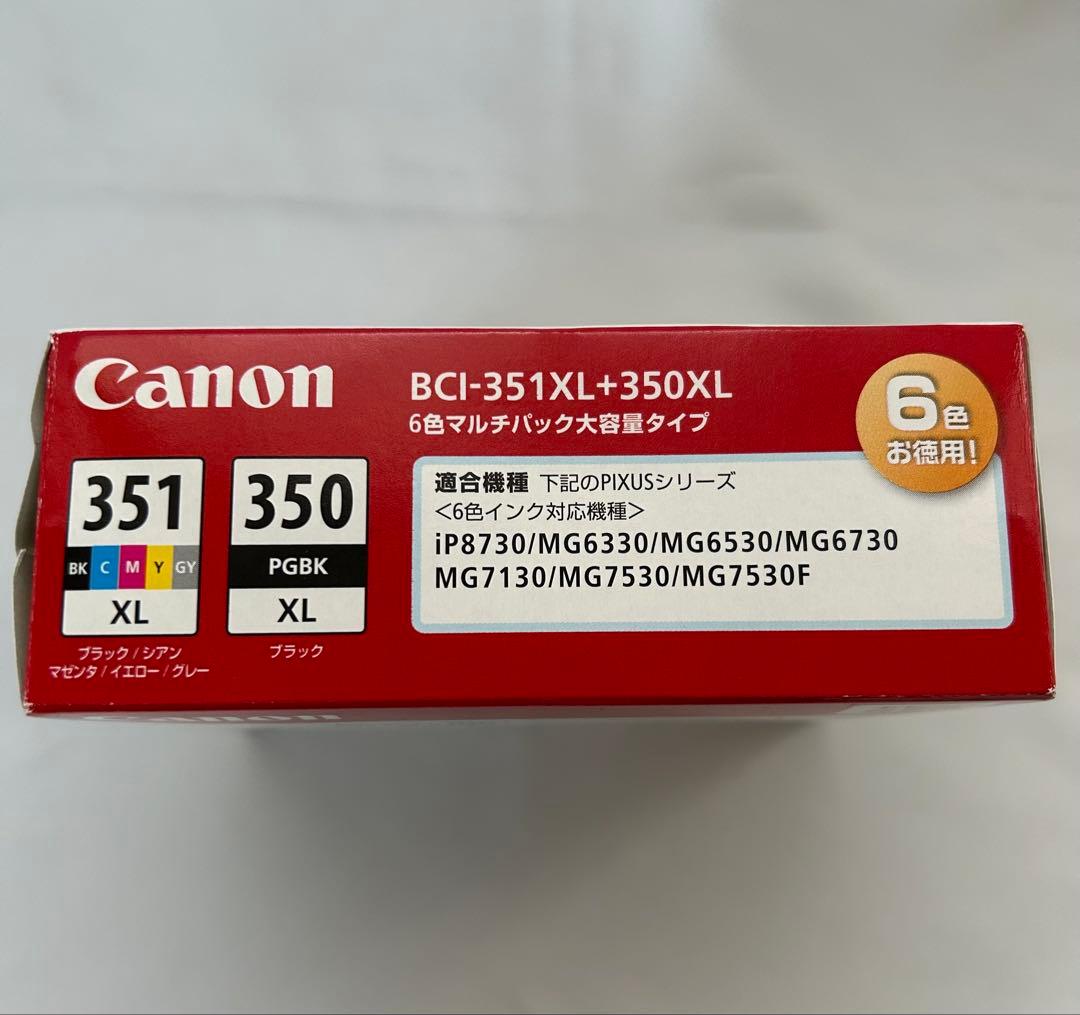 Canon
BCI-351XL+350XL
6色マルチパック大容量タイプ
6色
お徳用!
351
BK C M Y GY
XL
ブラック/シアン
マゼンタ/イエロー/グレー
350
PGBK
XL
ブラック
適合機種 下記のPIXUSシリーズ
<6色インク対応機種>
iP8730/MG6330/MG6530/MG6730
MG7130/MG7530/MG7530F
Canon